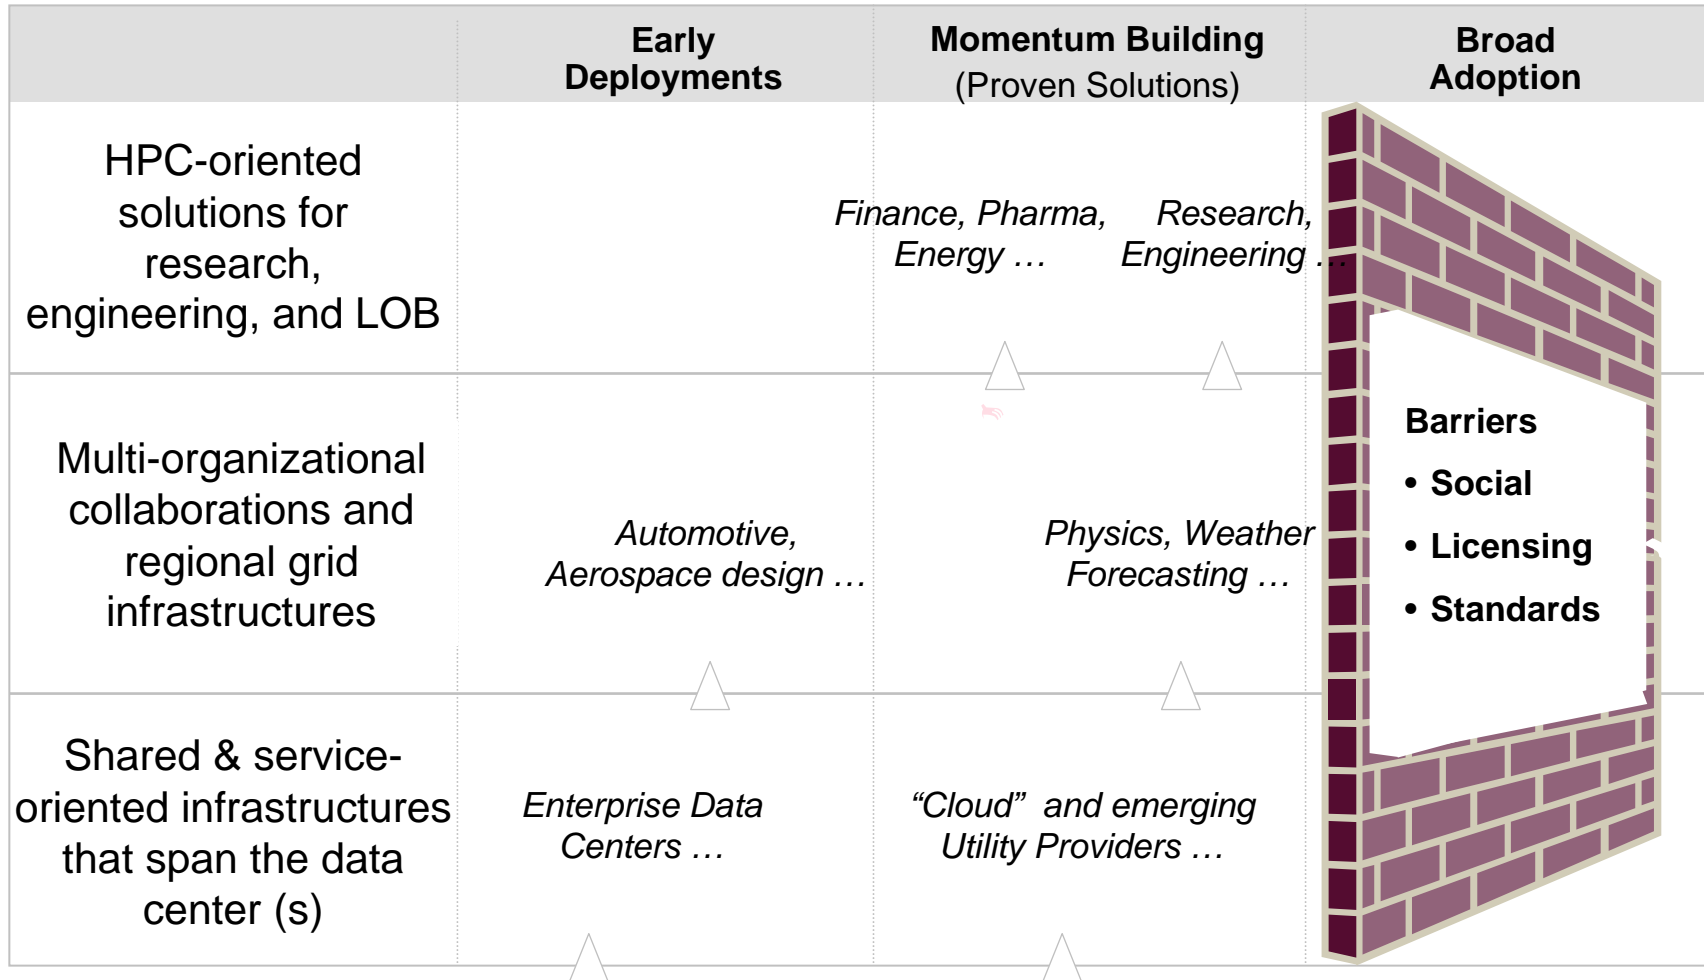 Early
Deployments
Momentum Building
(Proven Solutions)
Broad
Adoption
HPC-oriented
solutions for
research,
engineering, and LOB
Finance, Pharma,
Energy …
Research,
Engineering …
Multi-organizational
collaborations and
regional grid
infrastructures
Automotive,
Aerospace design …
Physics, Weather
Forecasting …
Barriers
• Social
• Licensing
• Standards
Shared & service-
oriented infrastructures
that span the data
center (s)
Enterprise Data
Centers …
“Cloud” and emerging
Utility Providers …